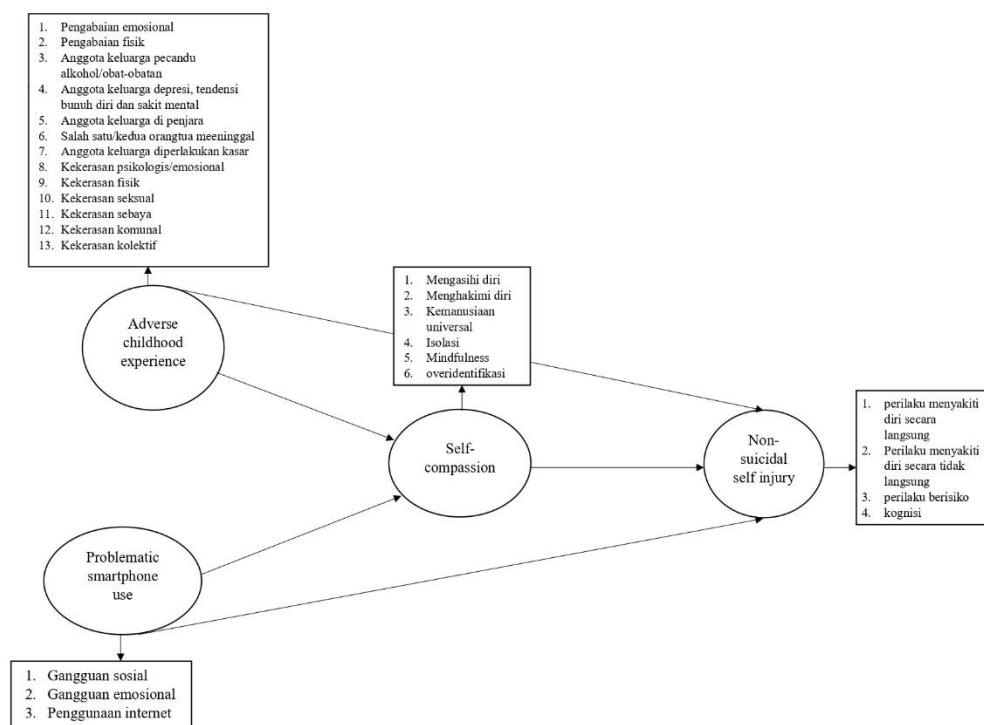 1. Pengabaian emosional
2. Pengabaian fisik
3. Anggota keluarga pecandu
alkohol/obat-obatan
4. Anggota keluarga depresi, tendensi
bunuh diri dan sakit mental
5. Anggota keluarga di penjara
6. Salah satu/kedua orangtua meeninggal
7. Anggota keluarga diperlakukan kasar
8. Kekerasan psikologis/emosional
9. Kekerasan fisik
10. Kekerasan seksual
11. Kekerasan sebaya
12. Kekerasan komunal
13. Kekerasan kolektif
Adverse
childhood
experience
1. Mengasihi diri
2. Menghakimi diri
3. Kemanusiaan
universal
4. Isolasi
5. Mindfulness
6. overidentifikasi
Self-
compassion
Non-
suicidal
self injury
1. perilaku menyakiti
diri secara
langsung
2. Perilaku menyakiti
diri secara tidak
langsung
3. perilaku berisiko
4. kognisi
Problematic
smartphone
use
1. Gangguan sosial
2. Gangguan emosional
3. Penggunaan internet